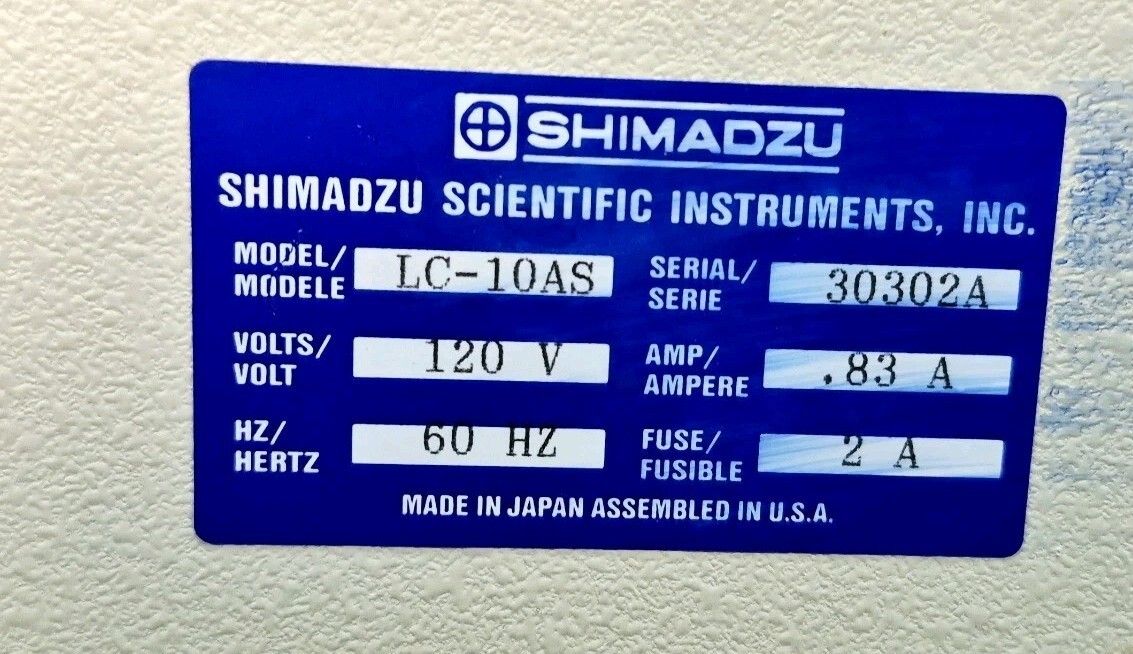 SHIMADZU
SHIMADZU SCIENTIFIC INSTRUMENTS, INC.
MODEL/
MODELE LC-10AS
SERIAL/
SERIE 30302A
VOLTS/
VOLT 120 V
AMP/
AMPERE .83 A
HZ/
HERTZ 60 HZ
FUSE/
FUSIBLE 2 A
MADE IN JAPAN ASSEMBLED IN U.S.A.